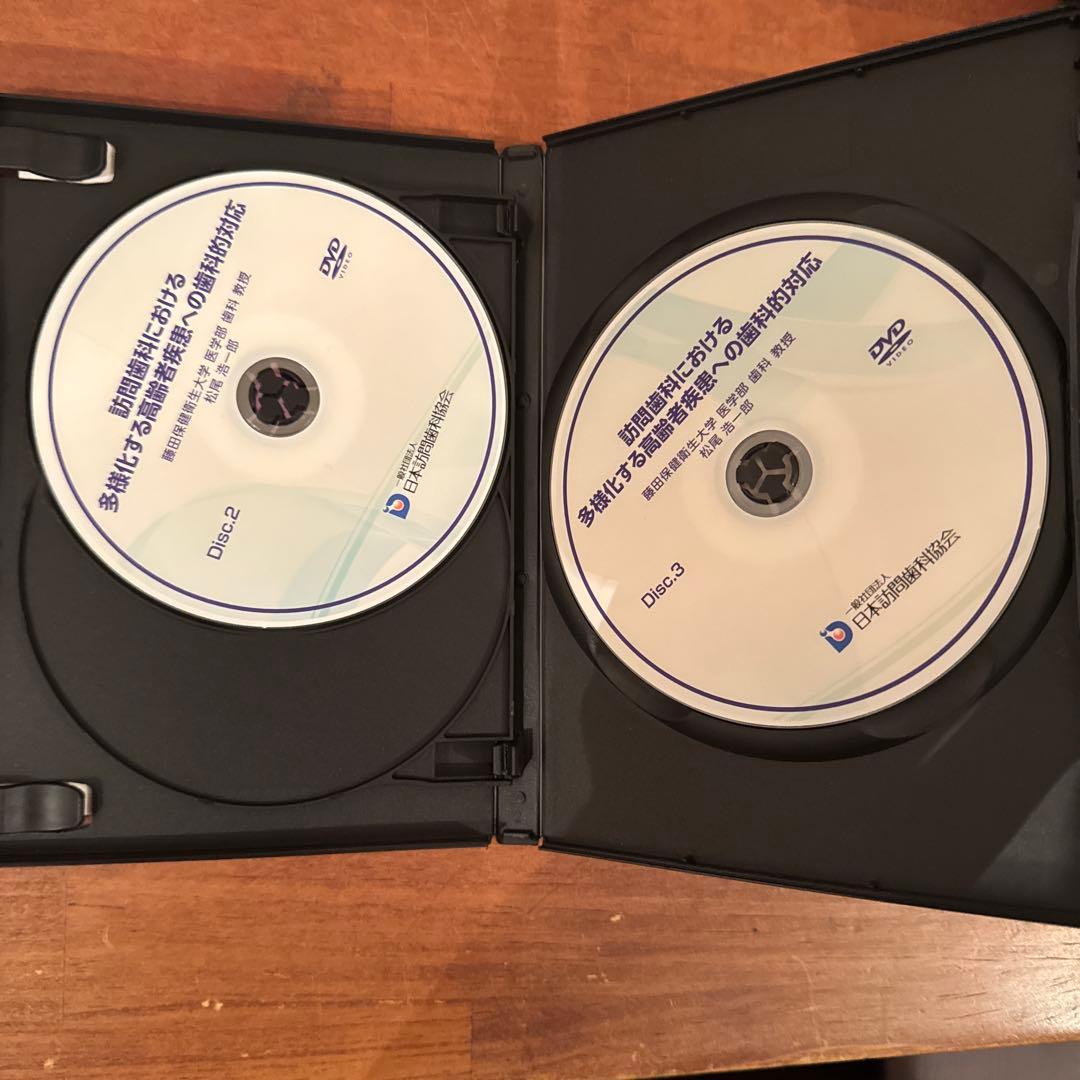 訪問歯科における
多様化する高齢者疾患への歯科的対応
藤田保健衛生大学 医学部 歯科 教授
松尾 浩一郎
DVD
VIDEO
Disc.2
一般社団法人
日本訪問歯科協会
訪問歯科における
多様化する高齢者疾患への歯科的対応
藤田保健衛生大学 医学部 歯科 教授
松尾 浩一郎
DVD
VIDEO
Disc.3
一般社団法人
日本訪問歯科協会